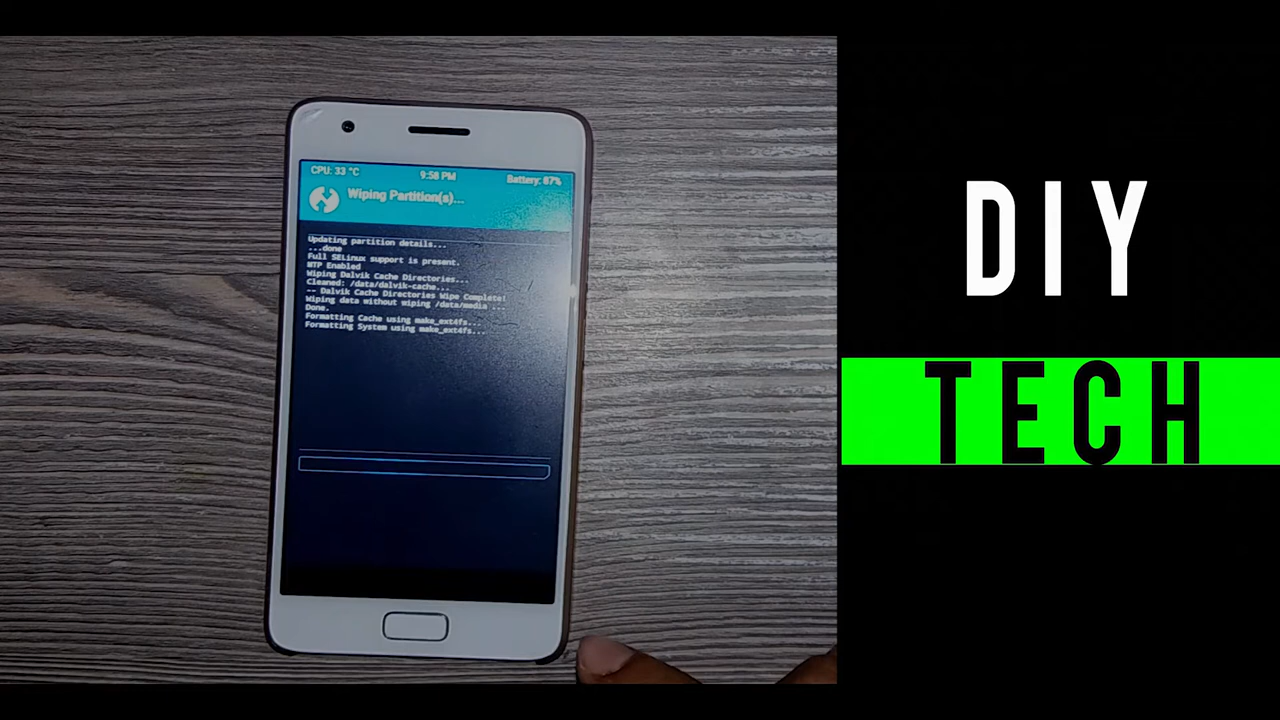 CPU: 33 °C
9:58 PM
Battery: 87%
Wiping Partition(s)...
Updating partition details...
...done
Full SELinux support is present.
MTP Enabled
Wiping Dalvik Cache Directories...
Cleaned: /data/dalvik-cache...
-- Dalvik Cache Directories Wipe Complete!
Wiping data without wiping /data/media ...
Done.
Formatting Cache using make_ext4fs...
Formatting System using make_ext4fs...
DIY
TECH